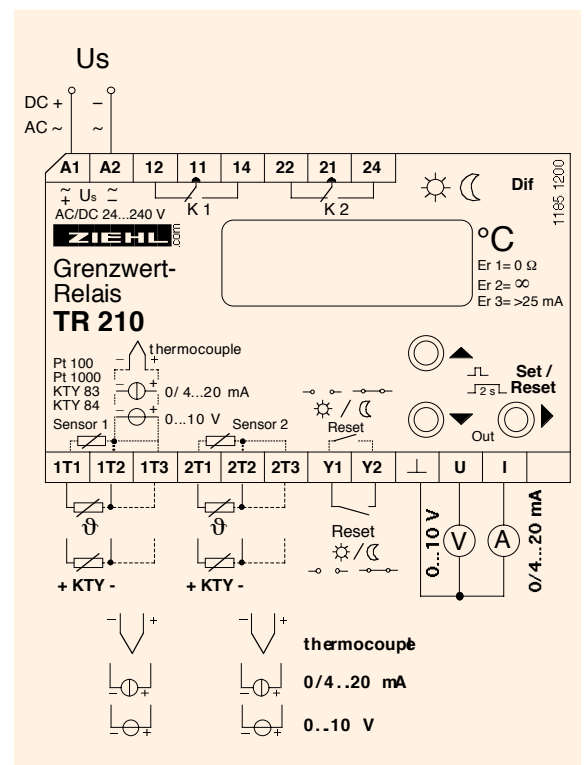 Us
DC + –
AC ~ ~
A1 A2 12 11 14 22 21 24
~ + Us ~ –
AC/DC 24...240 V
K 1
K 2
Dif
1185 1200
ZIEHL .com
°C
Er 1= 0 Ω
Er 2= ∞
Er 3= >25 mA
Grenzwert-
Relais
TR 210
thermocouple
– +
Pt 100
Pt 1000
KTY 83
KTY 84
– + 0/4...20 mA
– + 0...10 V
Set /
Reset
2 s
Out
Sensor 1
Sensor 2
/
Reset
1T1 1T2 1T3 2T1 2T2 2T3 Y1 Y2 ⊥ U I
ϑ
ϑ
Reset
/
0...10 V
V
A
0/4...20 mA
+ KTY -
+ KTY -
– +
– +
thermocouple
– +
– +
0/4..20 mA
– +
– +
0...10 V